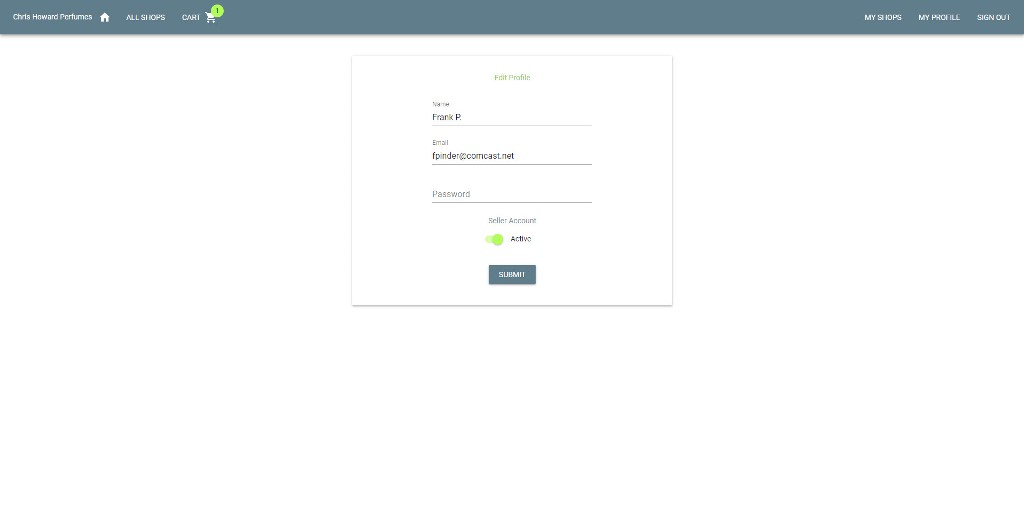 Chris Howard Perfumes ALL SHOPS CART 1 MY SHOPS MY PROFILE SIGN OUT
Edit Profile
Name
Frank P.
Email
fpinder@comcast.net
Password
Seller Account
Active
SUBMIT